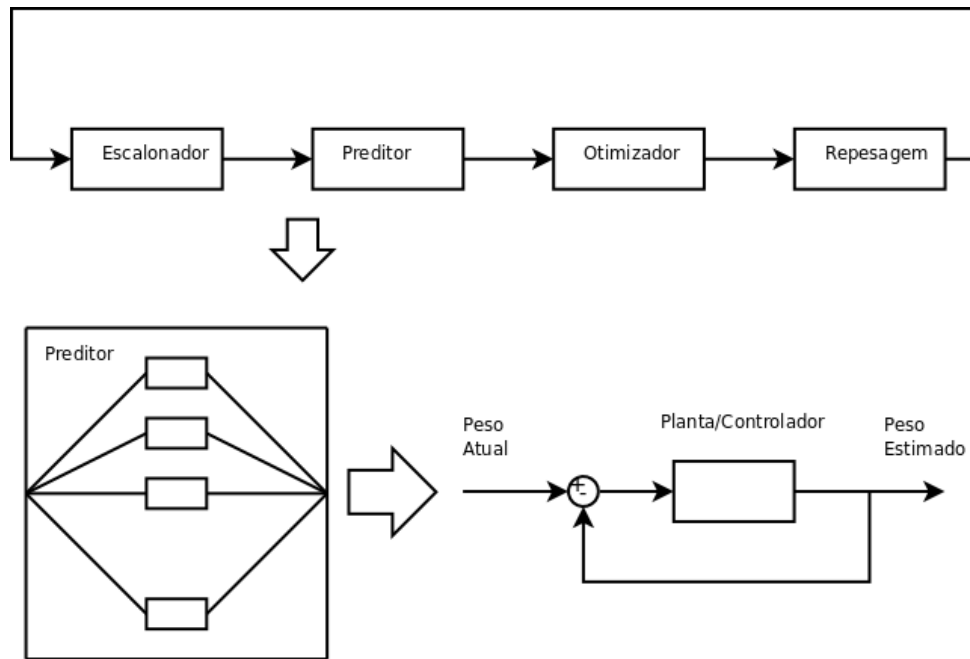 Escalonador
Preditor
Otimizador
Repesagem
Preditor
Peso
Atual
Planta/Controlador
Peso
Estimado
+
-